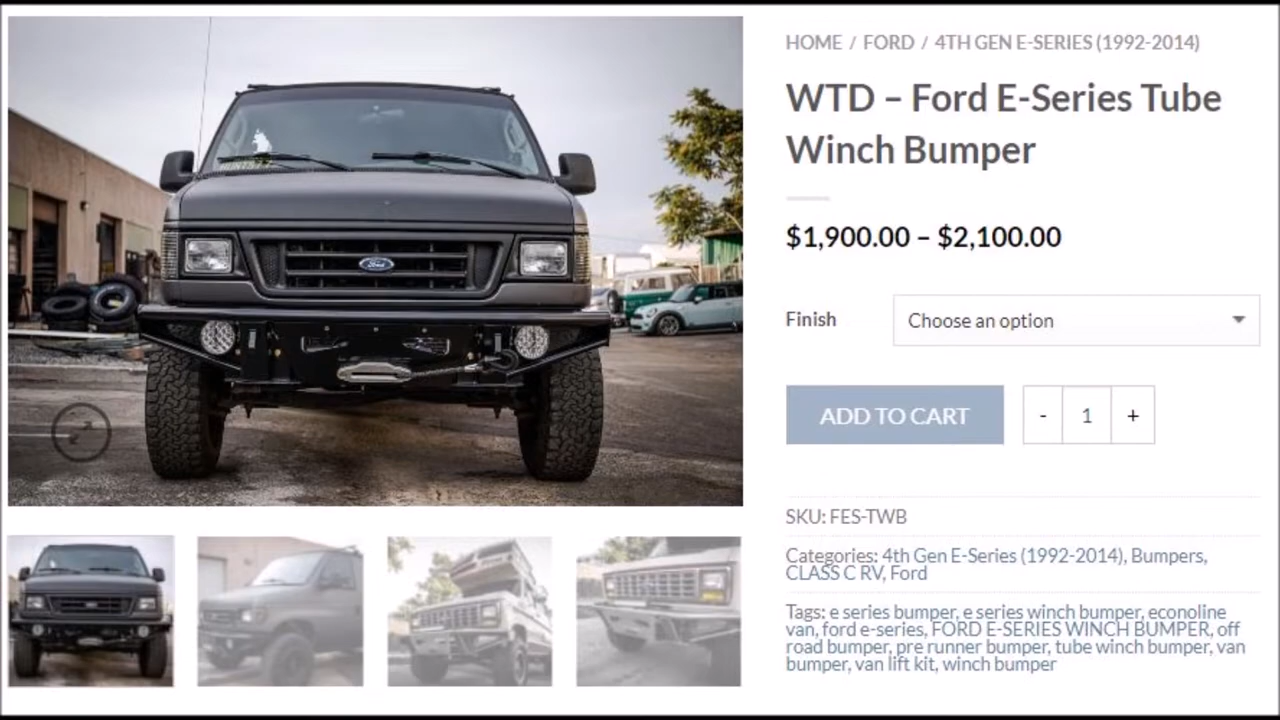 HOME / FORD / 4TH GEN E-SERIES (1992-2014)
WTD – Ford E-Series Tube
Winch Bumper
$1,900.00 – $2,100.00
Finish
Choose an option
ADD TO CART
- 1 +
SKU: FES-TWB
Categories: 4th Gen E-Series (1992-2014), Bumpers,
CLASS C RV, Ford
Tags: e series bumper, e series winch bumper, econoline
van, ford e-series, FORD E-SERIES WINCH BUMPER, off
road bumper, pre runner bumper, tube winch bumper, van
bumper, van lift kit, winch bumper
Ford